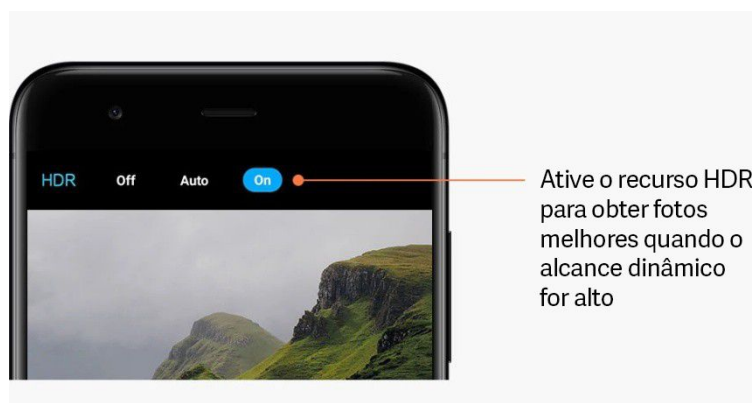 HDR Off Auto On
Ative o recurso HDR
para obter fotos
melhores quando o
alcance dinâmico
for alto